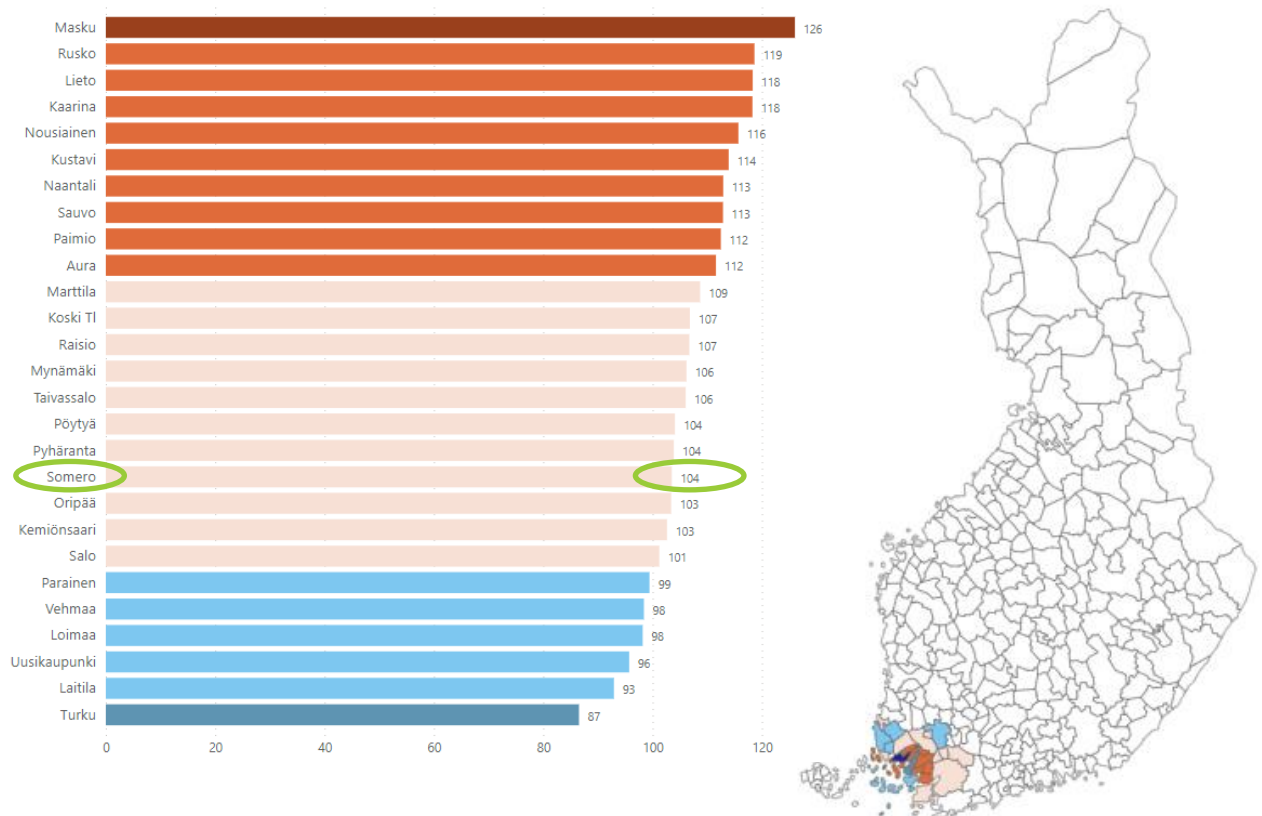 Masku 126
Rusko 119
Lieto 118
Kaarina 118
Nousiainen 116
Kustavi 114
Naantali 113
Sauvo 113
Paimio 112
Aura 112
Marttila 109
Koski Tl 107
Raisio 107
Mynämäki 106
Taivassalo 106
Pöytyä 104
Pyhäranta 104
Somero 104
Oripää 103
Kemiönsaari 103
Salo 101
Parainen 99
Vehmaa 98
Loimaa 98
Uusikaupunki 96
Laitila 93
Turku 87
0 20 40 60 80 100 120